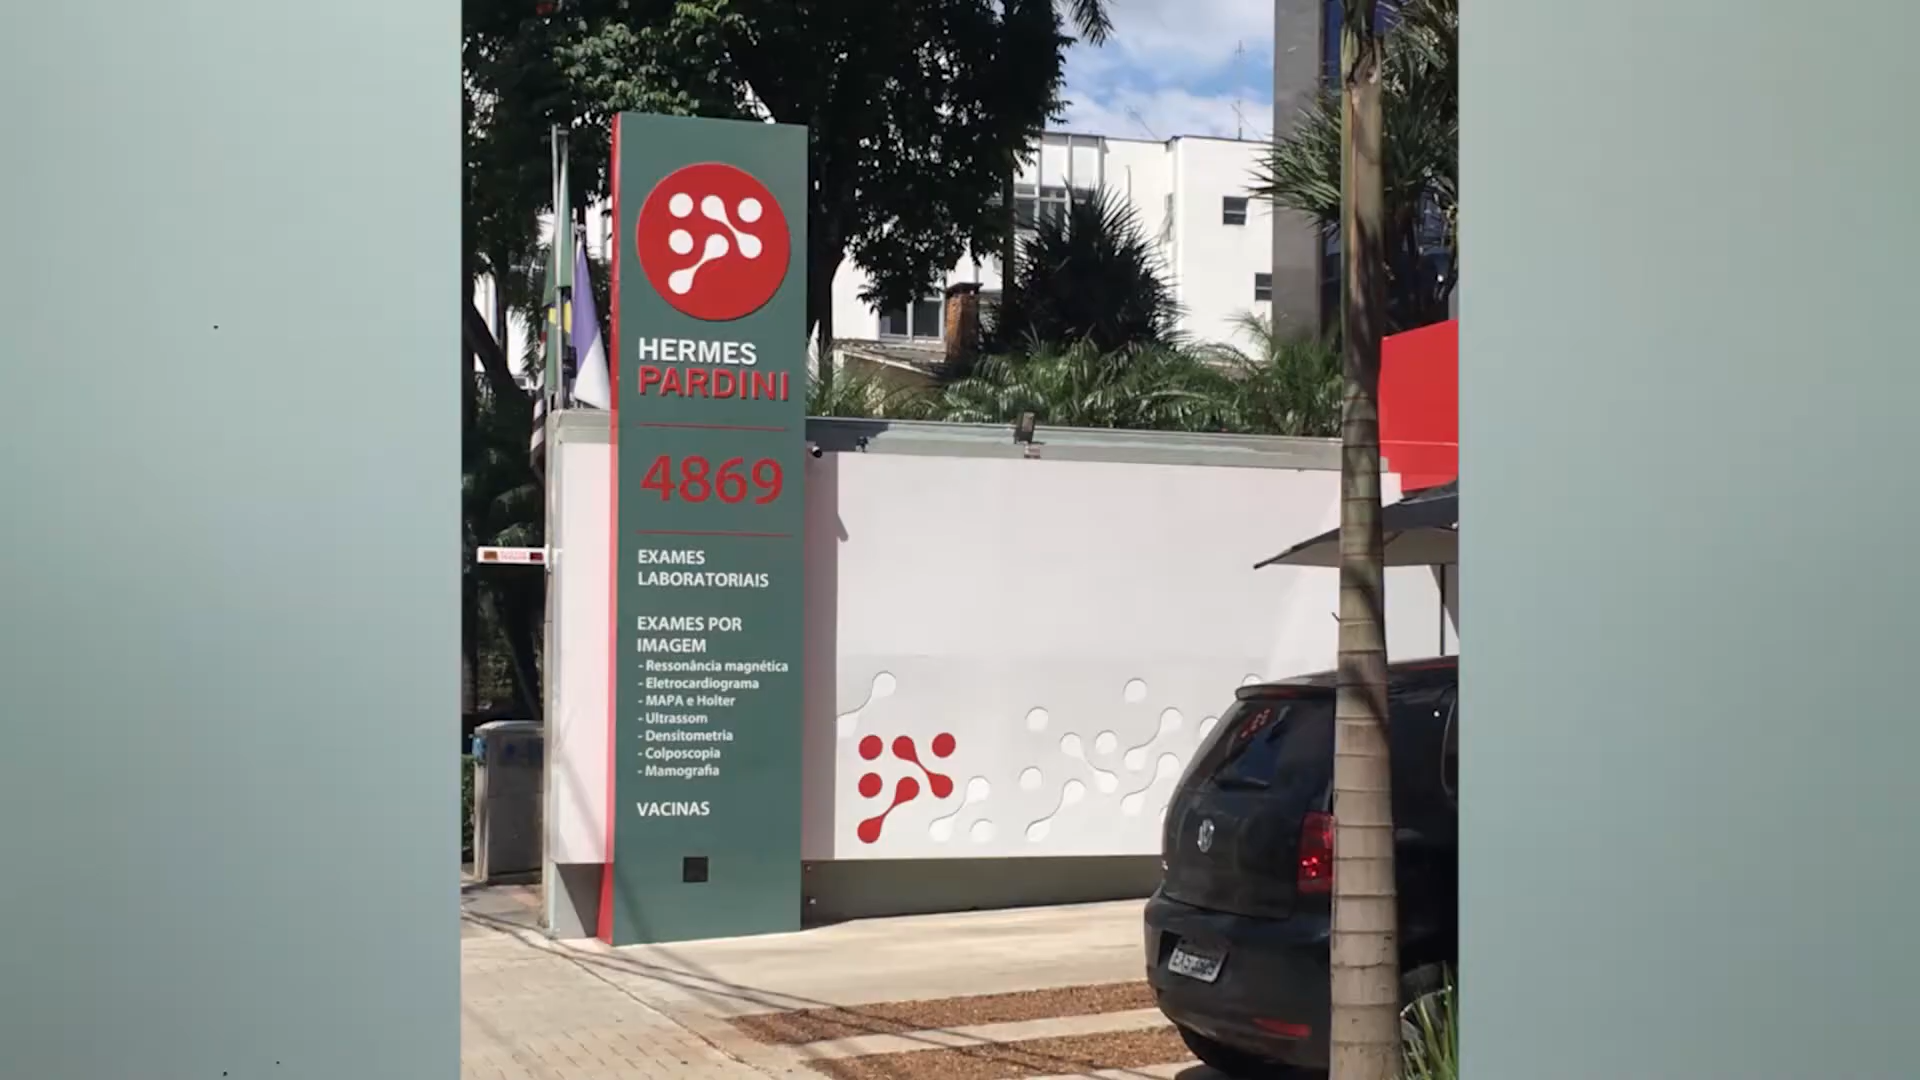 HERMES
PARDINI
4869
EXAMES
LABORATORIAIS
EXAMES POR
IMAGEM
- Ressonância magnética
- Eletrocardiograma
- MAPA e Holter
- Ultrassom
- Densitometria
- Colposcopia
- Mamografia
VACINAS